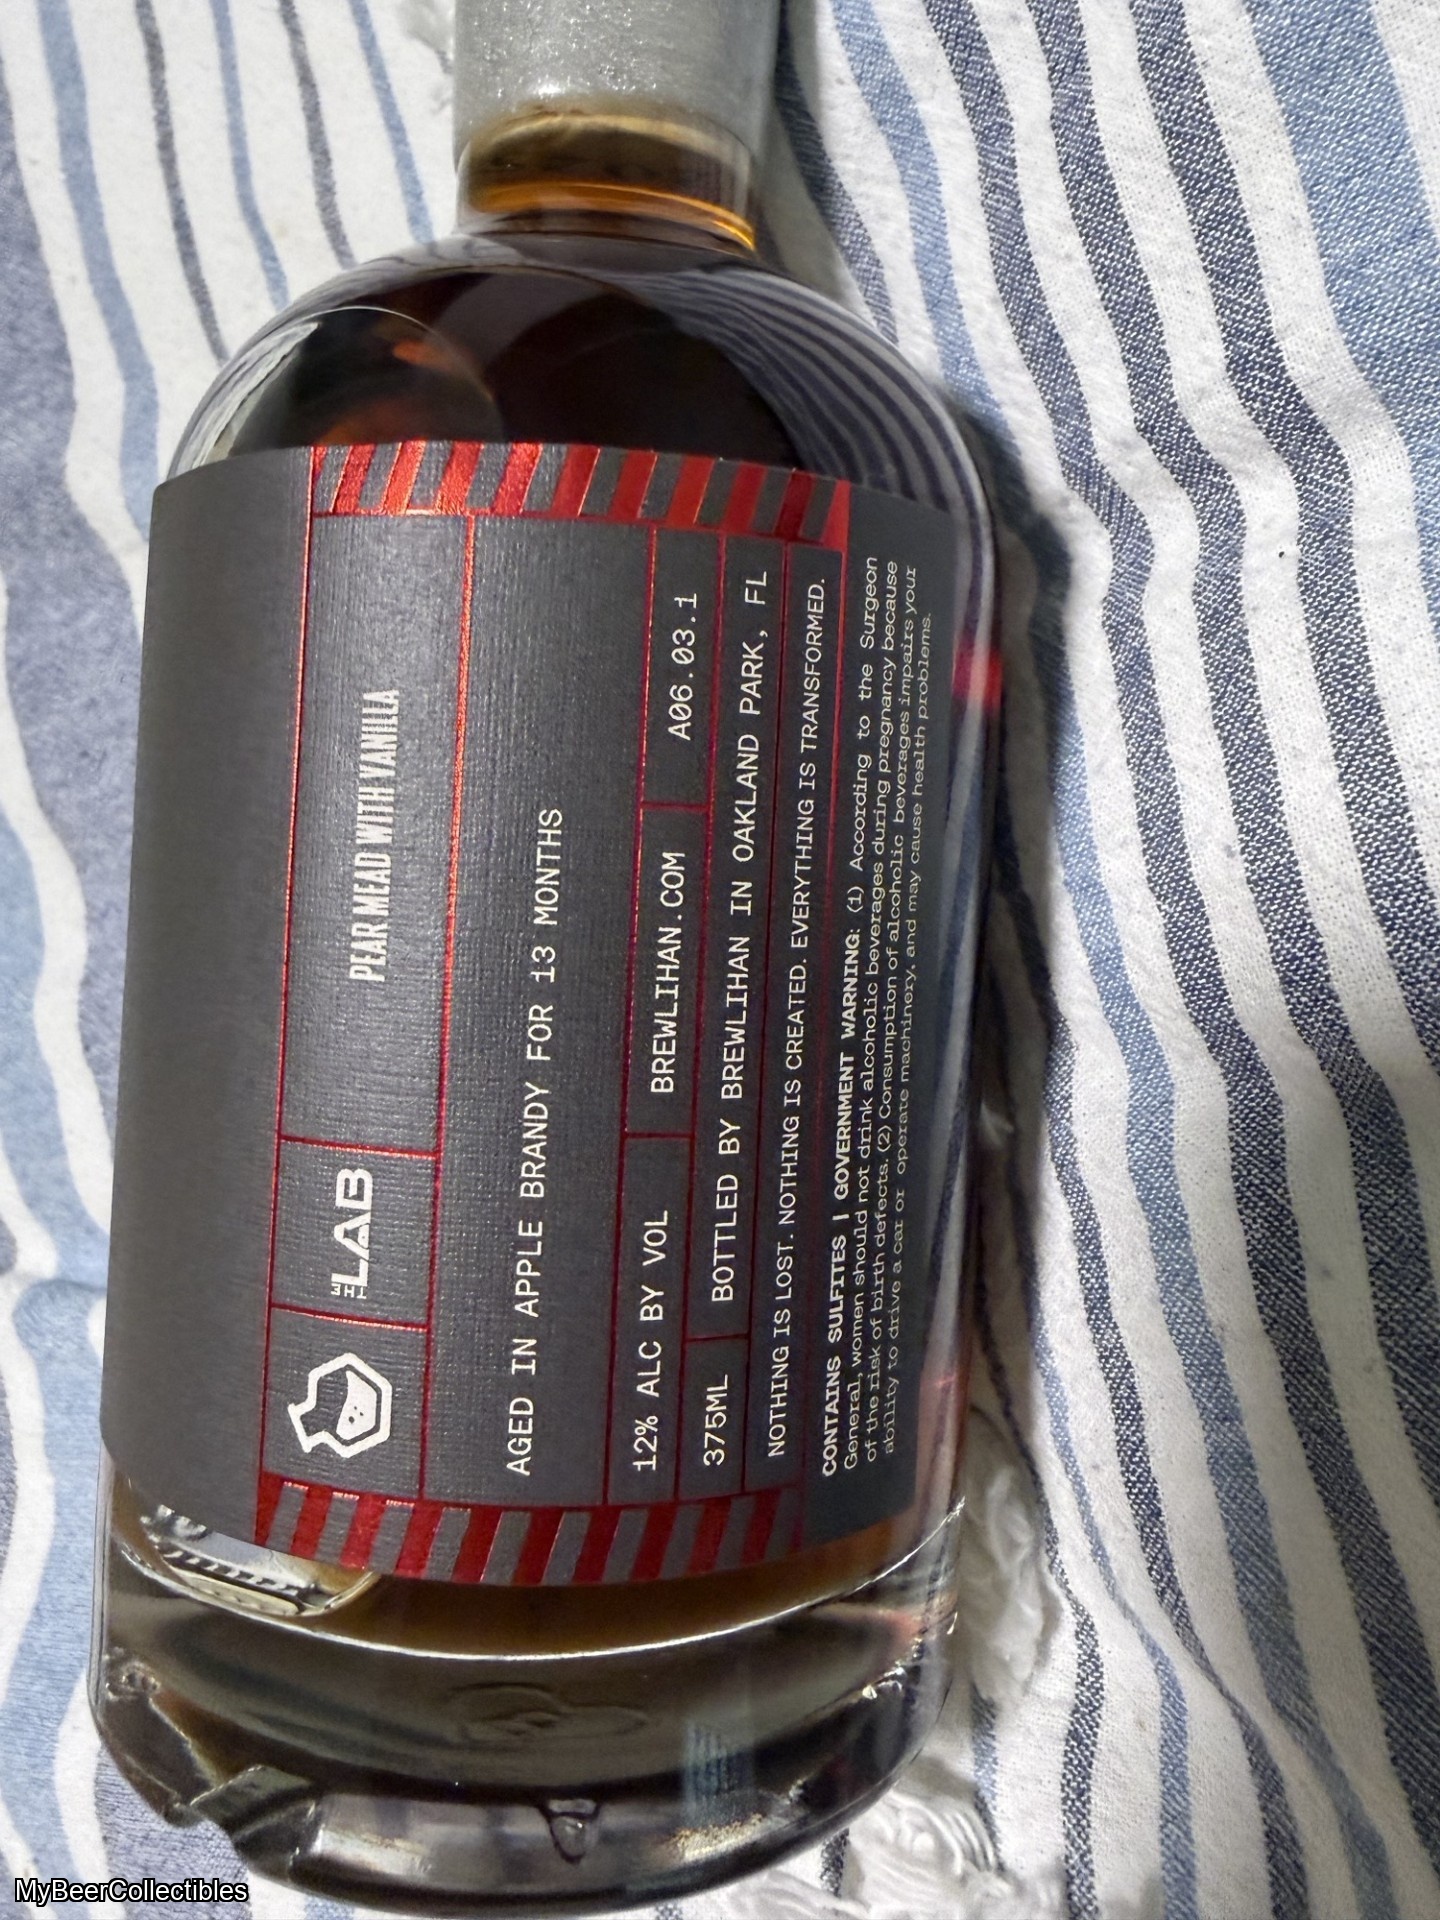 PEAR MEAD WITH VANILLA
THE LAB
AGED IN APPLE BRANDY FOR 13 MONTHS
12% ALC BY VOL
BREWLIHAN.COM
A06.03.1
375ML
BOTTLED BY BREWLIHAN IN OAKLAND PARK, FL
NOTHING IS LOST. NOTHING IS CREATED. EVERYTHING IS TRANSFORMED.
CONTAINS SULFITES | GOVERNMENT WARNING: (1) According to the Surgeon
General, women should not drink alcoholic beverages during pregnancy because
of the risk of birth defects. (2) Consumption of alcoholic beverages impairs your
ability to drive a car or operate machinery, and may cause health problems.
MyBeerCollectibles